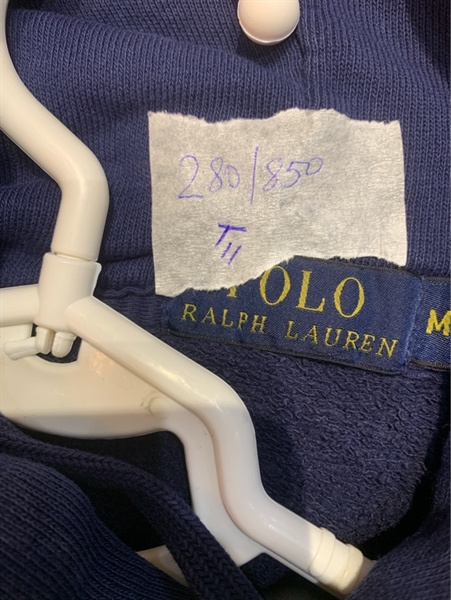 280/850
T11
POLO
RALPH LAUREN
M